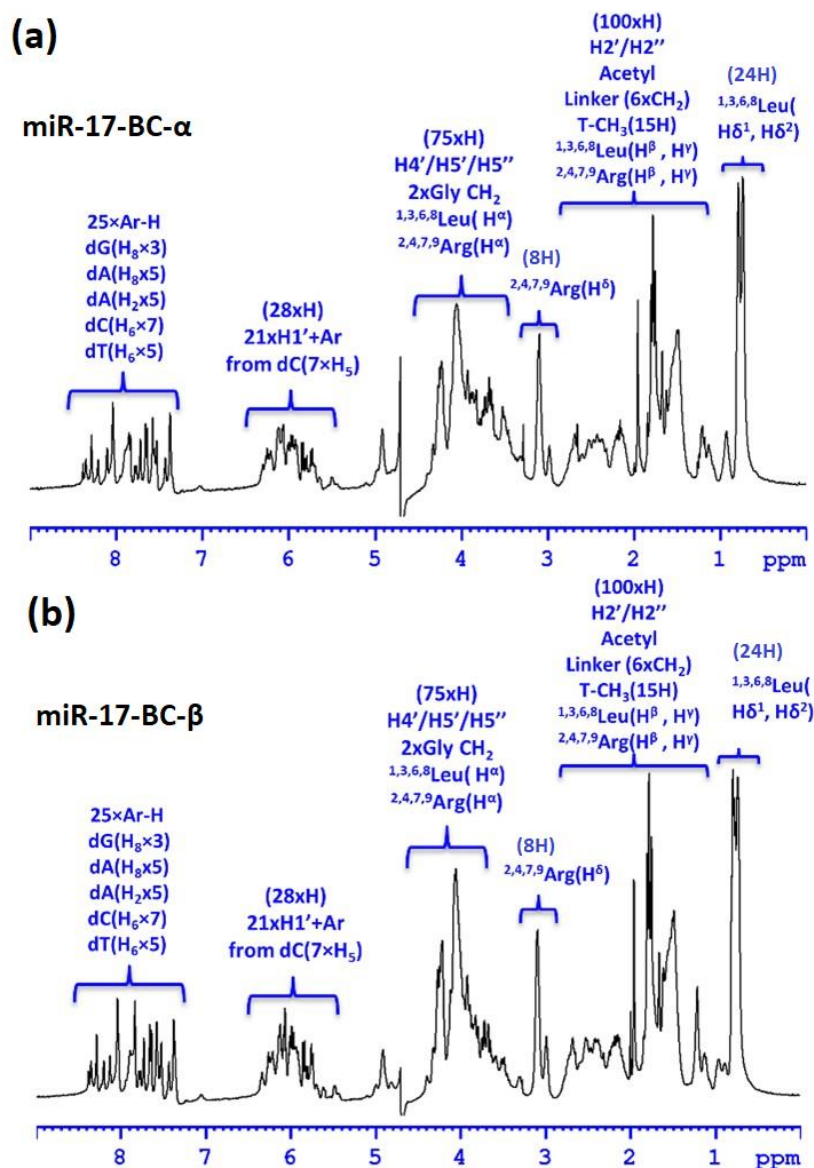 (a)
miR-17-BC-α
25×Ar-H
dG(H₈×3)
dA(H₈x5)
dA(H₂x5)
dC(H₆×7)
dT(H₆×5)
(28xH)
21xH1'+Ar
from dC(7×H₅)
(75xH)
H4'/H5'/H5''
2xGly CH₂
¹,³,⁶,⁸Leu( Hᵅ)
²,⁴,⁷,⁹Arg(Hᵅ)
(8H)
²,⁴,⁷,⁹Arg(Hᵟ)
(100xH)
H2'/H2''
Acetyl
Linker (6xCH₂)
T-CH₃(15H)
¹,³,⁶,⁸Leu(Hᵝ , Hᵞ)
²,⁴,⁷,⁹Arg(Hᵝ , Hᵞ)
(24H)
¹,³,⁶,⁸Leu(
Hδ¹, Hδ²)
8 7 6 5 4 3 2 1 ppm
(b)
miR-17-BC-β
25×Ar-H
dG(H₈×3)
dA(H₈x5)
dA(H₂x5)
dC(H₆×7)
dT(H₆×5)
(28xH)
21xH1'+Ar
from dC(7×H₅)
(75xH)
H4'/H5'/H5''
2xGly CH₂
¹,³,⁶,⁸Leu( Hᵅ)
²,⁴,⁷,⁹Arg(Hᵅ)
(8H)
²,⁴,⁷,⁹Arg(Hᵟ)
(100xH)
H2'/H2''
Acetyl
Linker (6xCH₂)
T-CH₃(15H)
¹,³,⁶,⁸Leu(Hᵝ , Hᵞ)
²,⁴,⁷,⁹Arg(Hᵝ , Hᵞ)
(24H)
¹,³,⁶,⁸Leu(
Hδ¹, Hδ²)
8 7 6 5 4 3 2 1 ppm